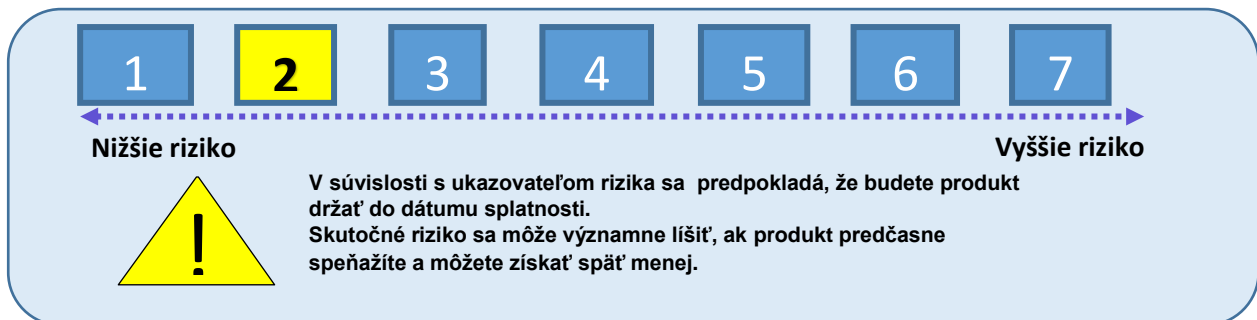 1 2 3 4 5 6 7
Nižšie riziko Vyššie riziko
!
V súvislosti s ukazovateľom rizika sa predpokladá, že budete produkt
držať do dátumu splatnosti.
Skutočné riziko sa môže významne líšiť, ak produkt predčasne
speňažíte a môžete získať späť menej.